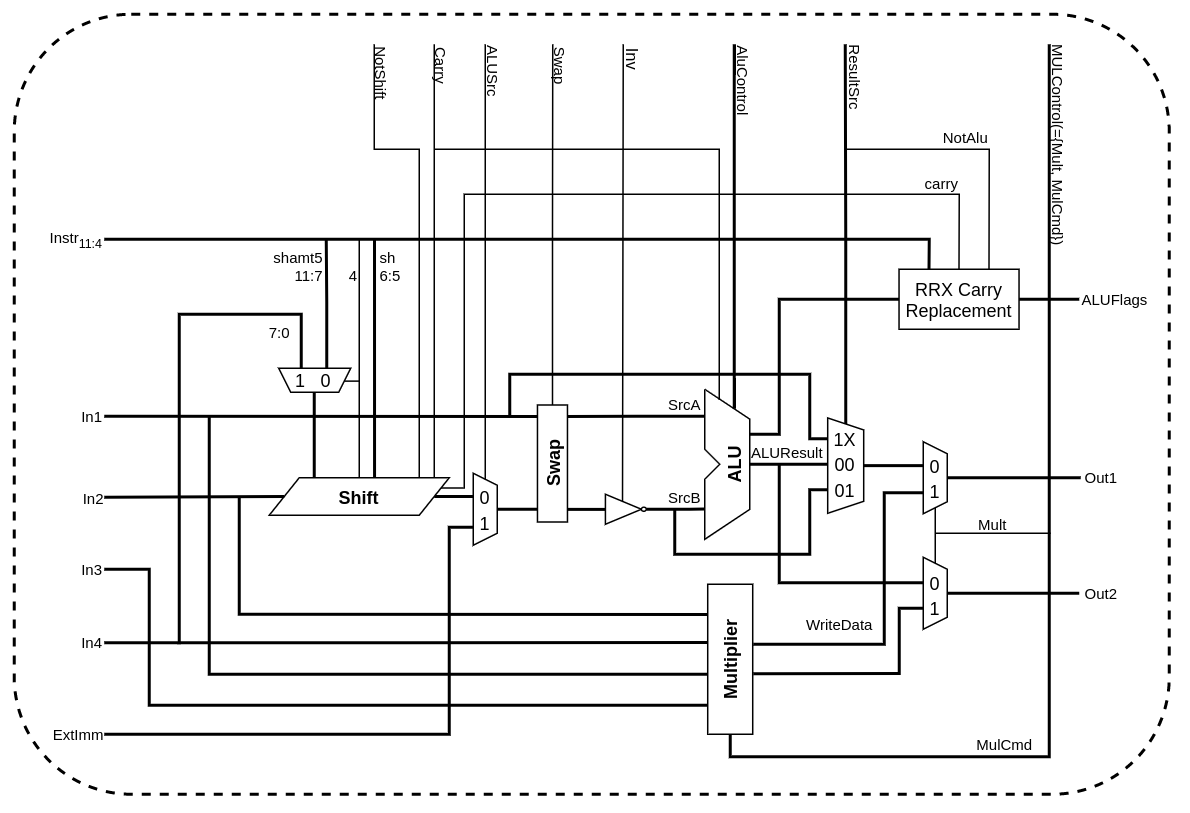 NotShift
Carry
ALUSrc
Swap
Inv
AluControl
ResultSrc
MULControl(={Mult, MulCmd})
NotAlu
carry
Instr11:4
shamt5
11:7
4
sh
6:5
RRX Carry
Replacement
ALUFlags
7:0
1 0
In1
SrcA
Swap
ALU
ALUResult
1X
00
01
0
1
Out1
In2
Shift
0
1
SrcB
Mult
In3
0
1
Out2
WriteData
In4
Multiplier
ExtImm
MulCmd